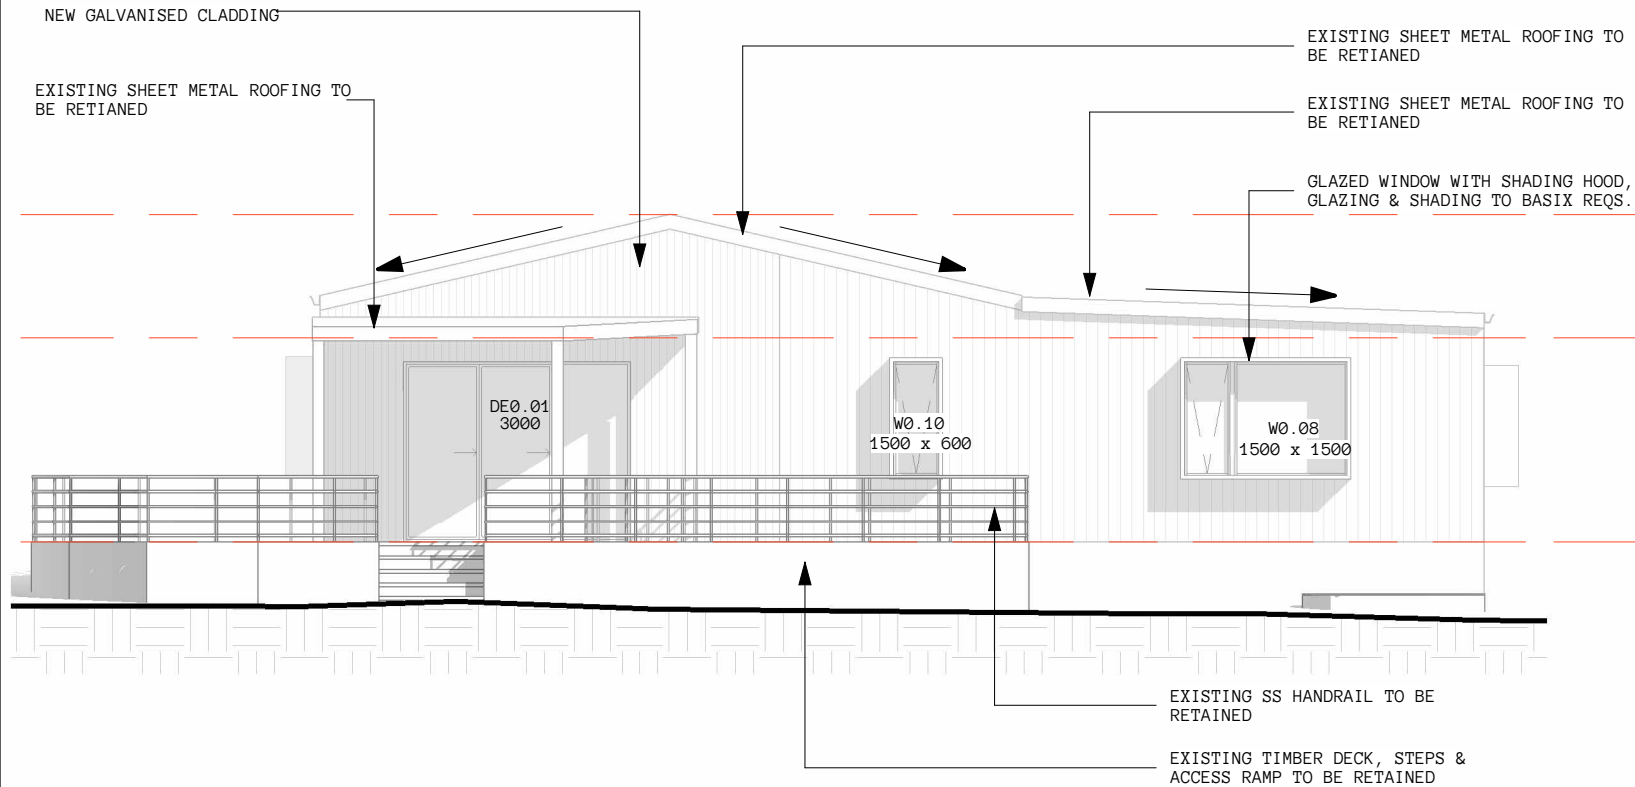 NEW GALVANISED CLADDING
EXISTING SHEET METAL ROOFING TO
BE RETIANED
EXISTING SHEET METAL ROOFING TO
BE RETIANED
EXISTING SHEET METAL ROOFING TO
BE RETIANED
GLAZED WINDOW WITH SHADING HOOD,
GLAZING & SHADING TO BASIX REQS.
DE0.01
3000
W0.10
1500 x 600
W0.08
1500 x 1500
EXISTING SS HANDRAIL TO BE
RETAINED
EXISTING TIMBER DECK, STEPS &
ACCESS RAMP TO BE RETAINED